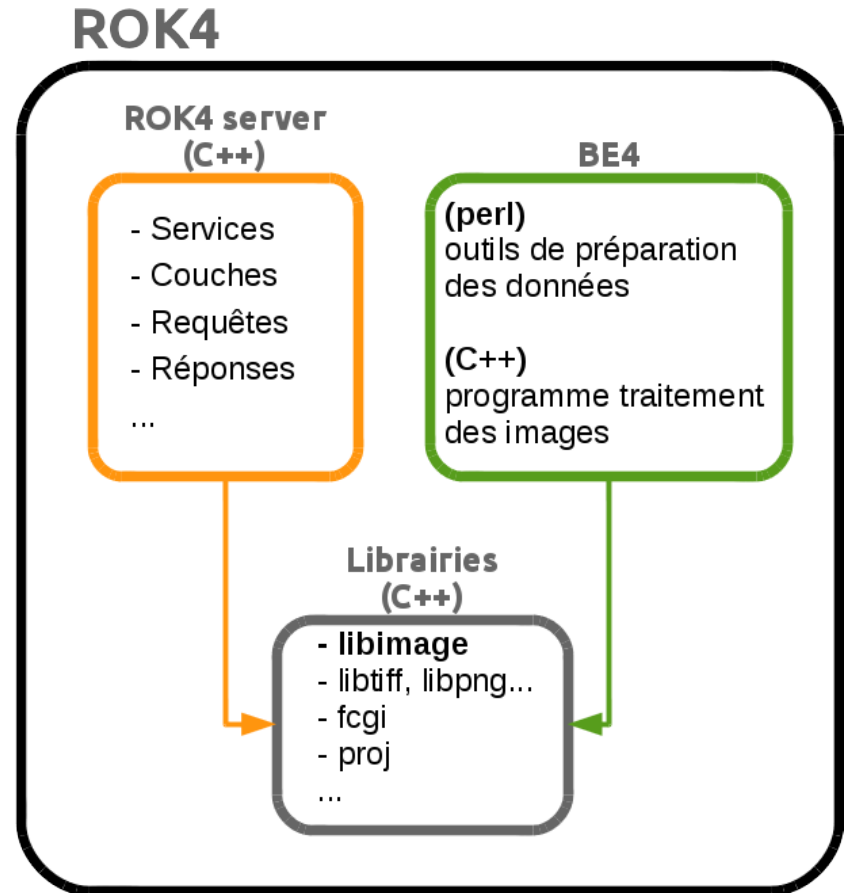 ROK4
ROK4 server
(C++)
- Services
- Couches
- Requêtes
- Réponses
...
BE4
(perl)
outils de préparation
des données
(C++)
programme traitement
des images
Librairies
(C++)
- libimage
- libtiff, libpng...
- fcgi
- proj
...